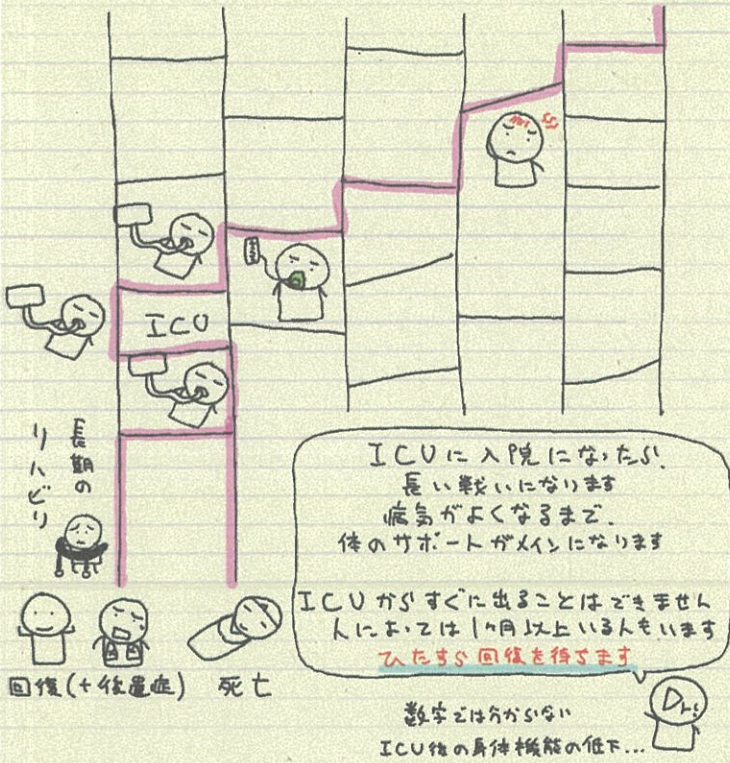 ICU
長期の
リハビリ
ICUに入院になったら、
長い戦いになります
病気がよくなるまで、
体のサポートがメインになります
ICUからすぐに出ることはできません
人によっては1ヶ月以上いる人もいます
ひたすら回復を待ちます
回復(+後遺症)
死亡
Dr.
数字では分からない
ICU後の身体機能の低下...